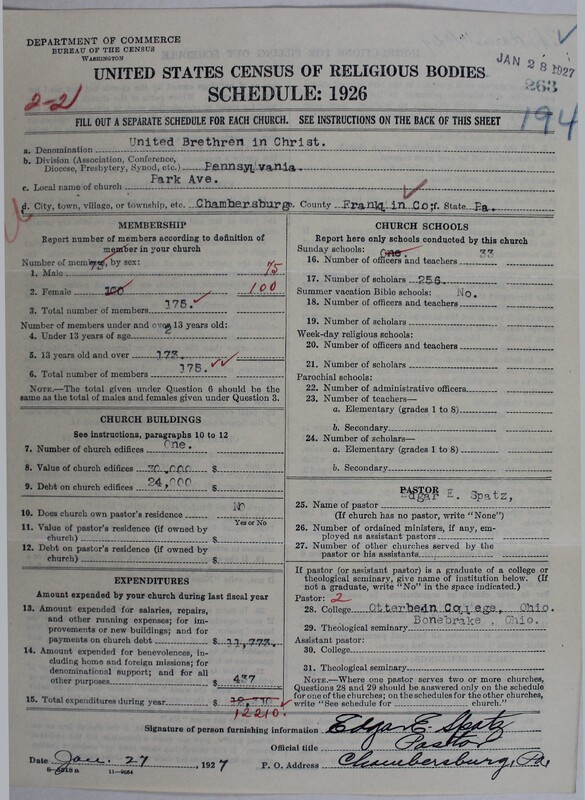 DEPARTMENT OF COMMERCE
BUREAU OF THE CENSUS
WASHINGTON
JAN 28 1927
263
194
UNITED STATES CENSUS OF RELIGIOUS BODIES
SCHEDULE: 1926
2-21
FILL OUT A SEPARATE SCHEDULE FOR EACH CHURCH. SEE INSTRUCTIONS ON THE BACK OF THIS SHEET
a. Denomination United Brethren in Christ.
b. Division (Association, Conference,
Diocese, Presbytery, Synod, etc.) Pennsylvania.
c. Local name of church Park Ave.
d. City, town, village, or township, etc. Chambersburg. County Franklin Co., State Pa.
MEMBERSHIP
Report number of members according to definition of
member in your church
Number of members, by sex:
1. Male 75 75
2. Female 100 100
3. Total number of members 175.
Number of members under and over 13 years old:
4. Under 13 years of age 2
5. 13 years old and over 173.
6. Total number of members 175.
NOTE.—The total given under Question 6 should be the
same as the total of males and females given under Question 3.
CHURCH BUILDINGS
See instructions, paragraphs 10 to 12
7. Number of church edifices One.
8. Value of church edifices 30,000 $
9. Debt on church edifices 24,000 $
10. Does church own pastor's residence No
Yes or No
11. Value of pastor's residence (if owned by
church) $
12. Debt on pastor's residence (if owned by
church) $
EXPENDITURES
Amount expended by your church during last fiscal year
13. Amount expended for salaries, repairs,
and other running expenses; for im-
provements or new buildings; and for
payments on church debt $ 11,773.
14. Amount expended for benevolences, in-
cluding home and foreign missions; for
denominational support; and for all
other purposes $ 437
15. Total expenditures during year $
12210.
CHURCH SCHOOLS
Report here only schools conducted by this church
Sunday schools: One.
16. Number of officers and teachers 33
17. Number of scholars 256.
Summer vacation Bible schools: No.
18. Number of officers and teachers
19. Number of scholars
Week-day religious schools:
20. Number of officers and teachers
21. Number of scholars
Parochial schools:
22. Number of administrative officers
23. Number of teachers—
a. Elementary (grades 1 to 8)
b. Secondary
24. Number of scholars—
a. Elementary (grades 1 to 8)
b. Secondary
PASTOR
25. Name of pastor Edgar E. Spatz,
(If church has no pastor, write "None")
26. Number of ordained ministers, if any, em-
ployed as assistant pastors
27. Number of other churches served by the
pastor or his assistants
If pastor (or assistant pastor) is a graduate of a college or
theological seminary, give name of institution below. (If
not a graduate, write "No" in the space indicated.)
Pastor: 2
28. College Otterbein College, Ohio.
29. Theological seminary Bonebrake, Ohio.
Assistant pastor:
30. College
31. Theological seminary
NOTE.—Where one pastor serves two or more churches,
Questions 28 and 29 should be answered only on the schedule
for one of the churches; on the schedules for the other churches,
write "See schedule for church."
Signature of person furnishing information Edgar E. Spatz
Official title Pastor
Date Jan. 27 , 1927 P. O. Address Chambersburg, Pa.
11—9684